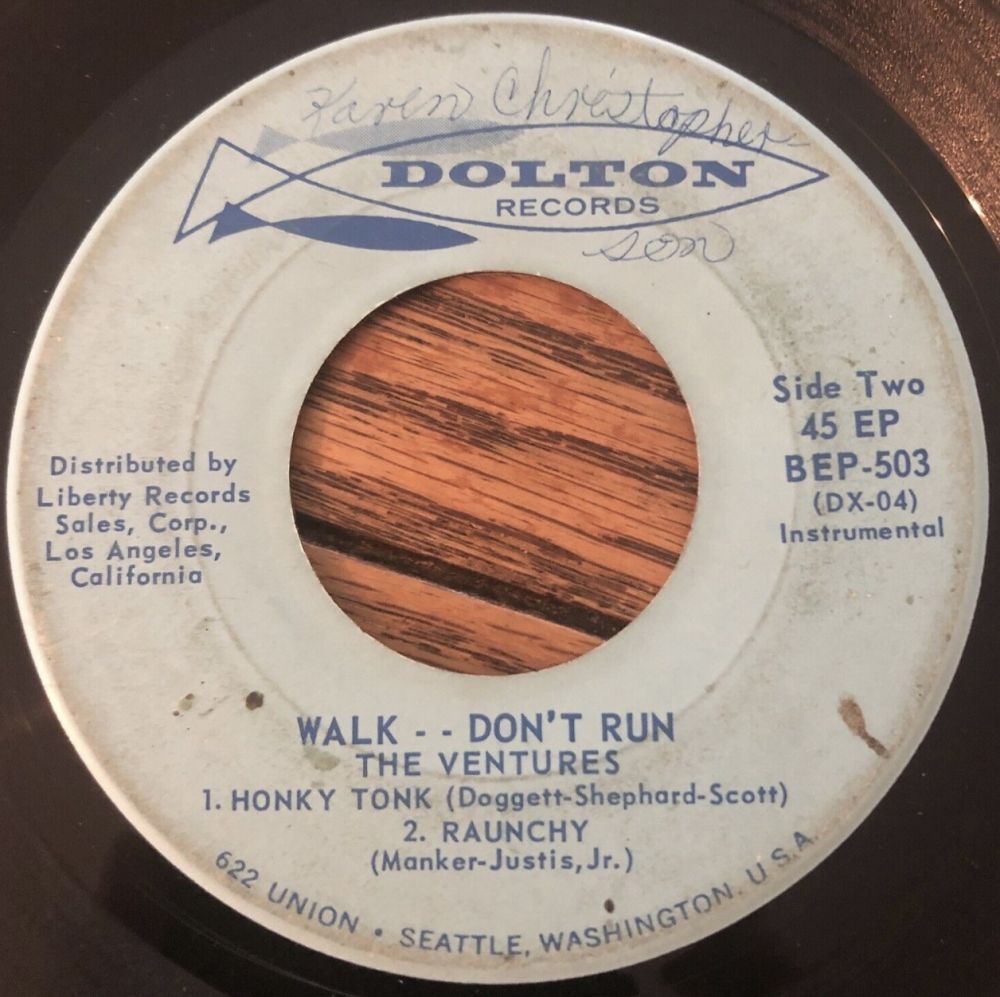 Karen Christopher
DOLTON
RECORDS
son
Side Two
45 EP
BEP-503
(DX-04)
Instrumental
Distributed by
Liberty Records
Sales, Corp.,
Los Angeles,
California
WALK -- DON'T RUN
THE VENTURES
1. HONKY TONK (Doggett-Shephard-Scott)
2. RAUNCHY
(Manker-Justis, Jr.)
622 UNION • SEATTLE, WASHINGTON. U.S.A.